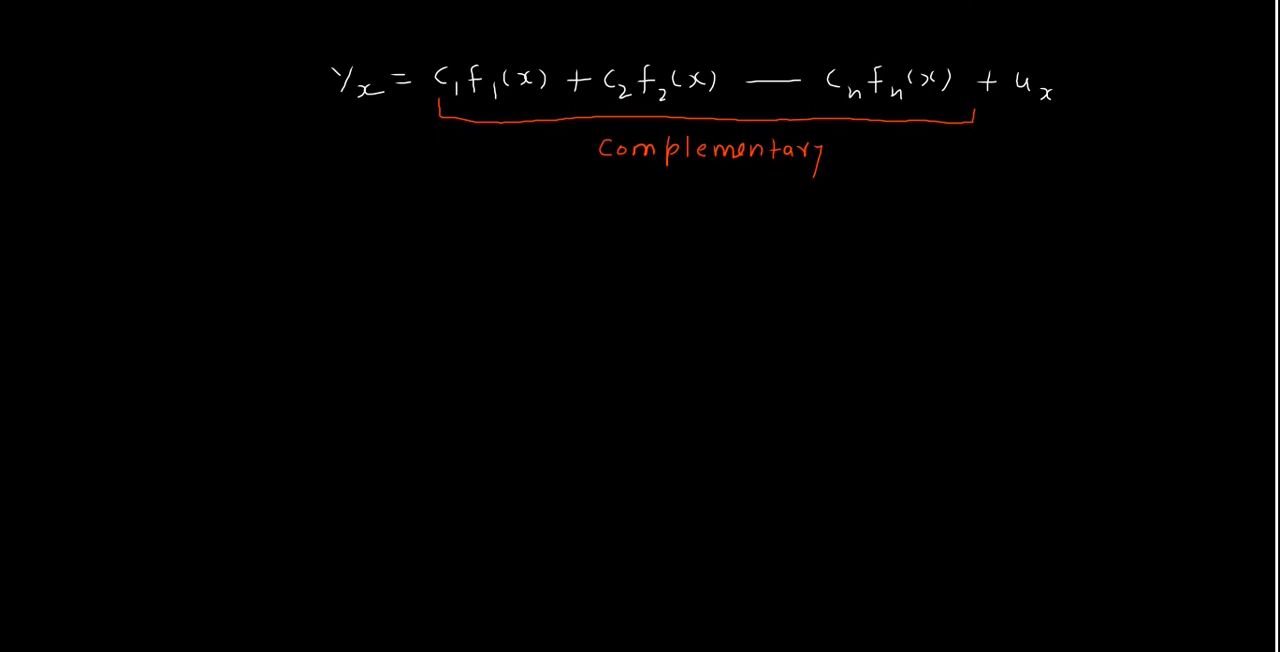 y_x = c_1 f_1(x) + c_2 f_2(x) — c_n f_n(x) + u_x
complementary